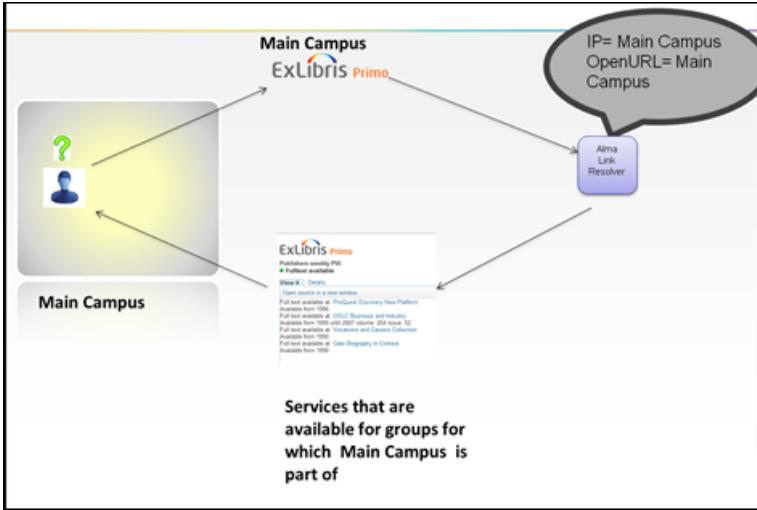 Main Campus
ExLibris Primo
IP= Main Campus
OpenURL= Main
Campus
?
Alma
Link
Resolver
ExLibris Primo
Publishers weekly PW.
Fulltext available
View It Details
Open source in a new window
Full text available at: ProQuest Discovery New Platform
Available from 1996
Full text available at: OCLC Business and Industry
Available from 1999 until 2007 volume: 254 issue: 52
Full text available at: Vocations and Careers Collection
Available from 1990
Full text available at: Gale Biography In Context
Available from 1990
Main Campus
Services that are
available for groups for
which Main Campus is
part of